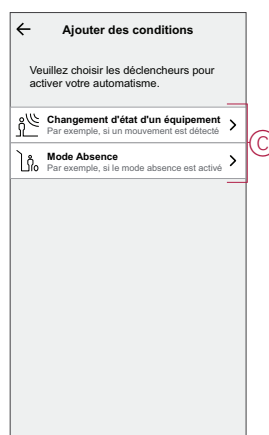 Ajouter des conditions
Veuillez choisir les déclencheurs pour
activer votre automatisme.
Changement d'état d'un équipement
Par exemple, si un mouvement est détecté
Mode Absence
Par exemple, si le mode absence est activé
C